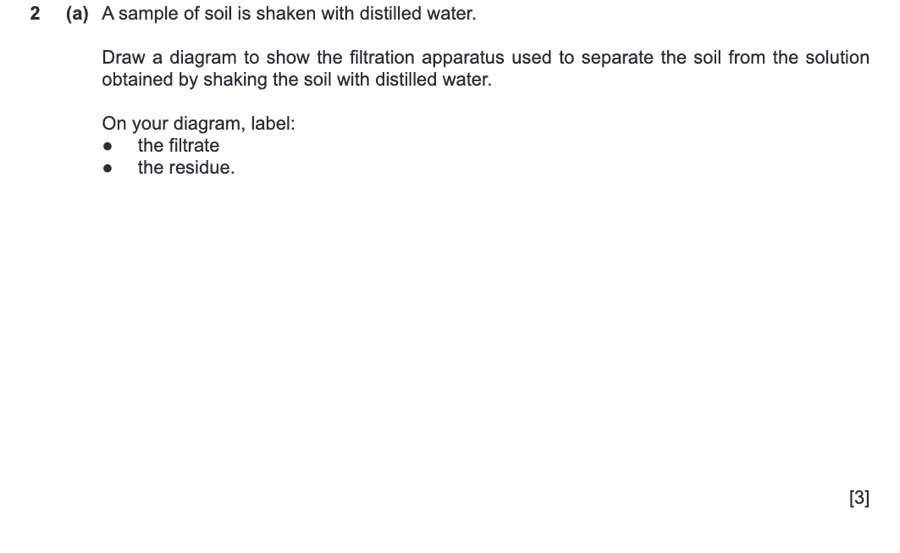 2 (a) A sample of soil is shaken with distilled water.
Draw a diagram to show the filtration apparatus used to separate the soil from the solution
obtained by shaking the soil with distilled water.
On your diagram, label:
● the filtrate
● the residue.
[3]